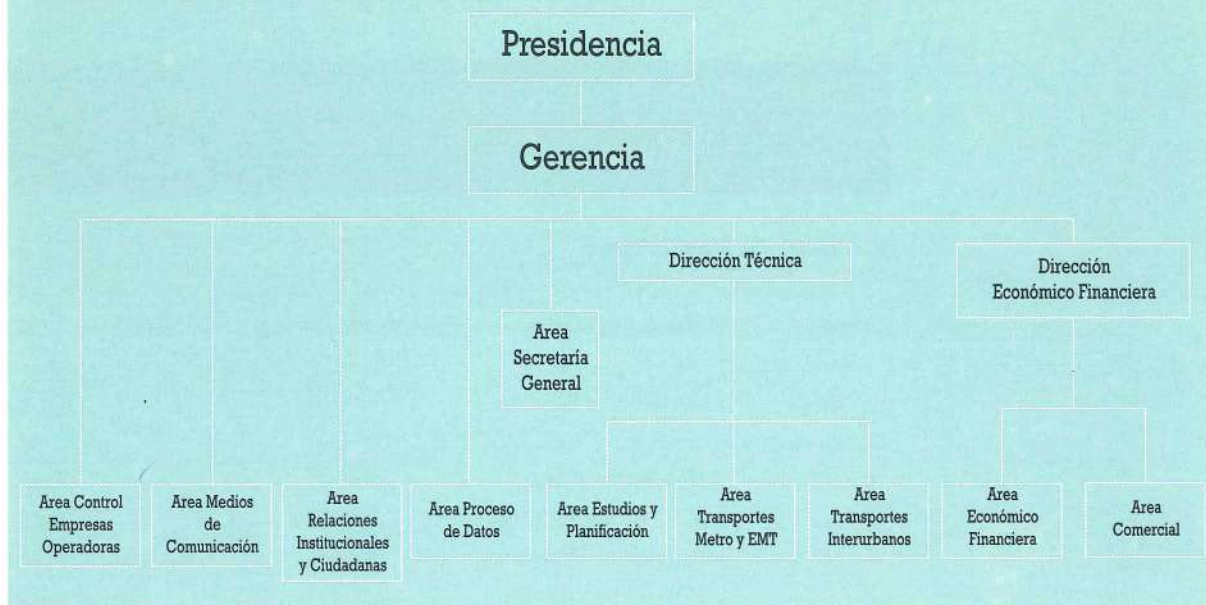 Presidencia
Gerencia
Dirección Técnica
Dirección
Económico Financiera
Area
Secretaría
General
Area Control
Empresas
Operadoras
Area Medios
de
Comunicación
Area
Relaciones
Institucionales
y Ciudadanas
Area Proceso
de Datos
Area Estudios y
Planificación
Area
Transportes
Metro y EMT
Area
Transportes
Interurbanos
Area
Económico
Financiera
Area
Comercial